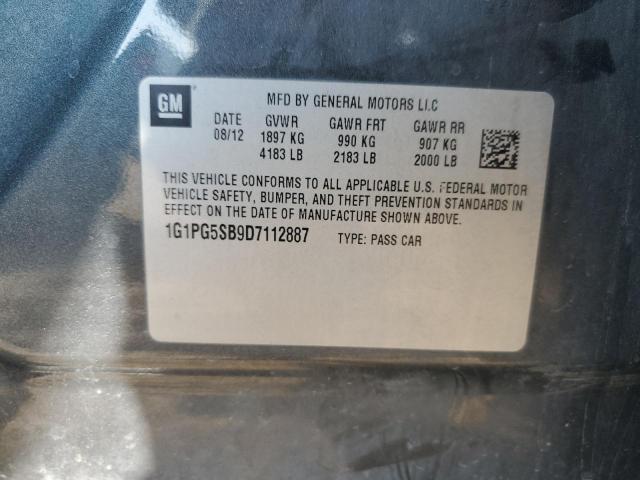 GM
MFD BY GENERAL MOTORS LLC
DATE GVWR GAWR FRT GAWR RR
08/12 1897 KG 990 KG 907 KG
4183 LB 2183 LB 2000 LB
THIS VEHICLE CONFORMS TO ALL APPLICABLE U.S. FEDERAL MOTOR
VEHICLE SAFETY, BUMPER, AND THEFT PREVENTION STANDARDS IN
EFFECT ON THE DATE OF MANUFACTURE SHOWN ABOVE.
1G1PG5SB9D7112887 TYPE: PASS CAR